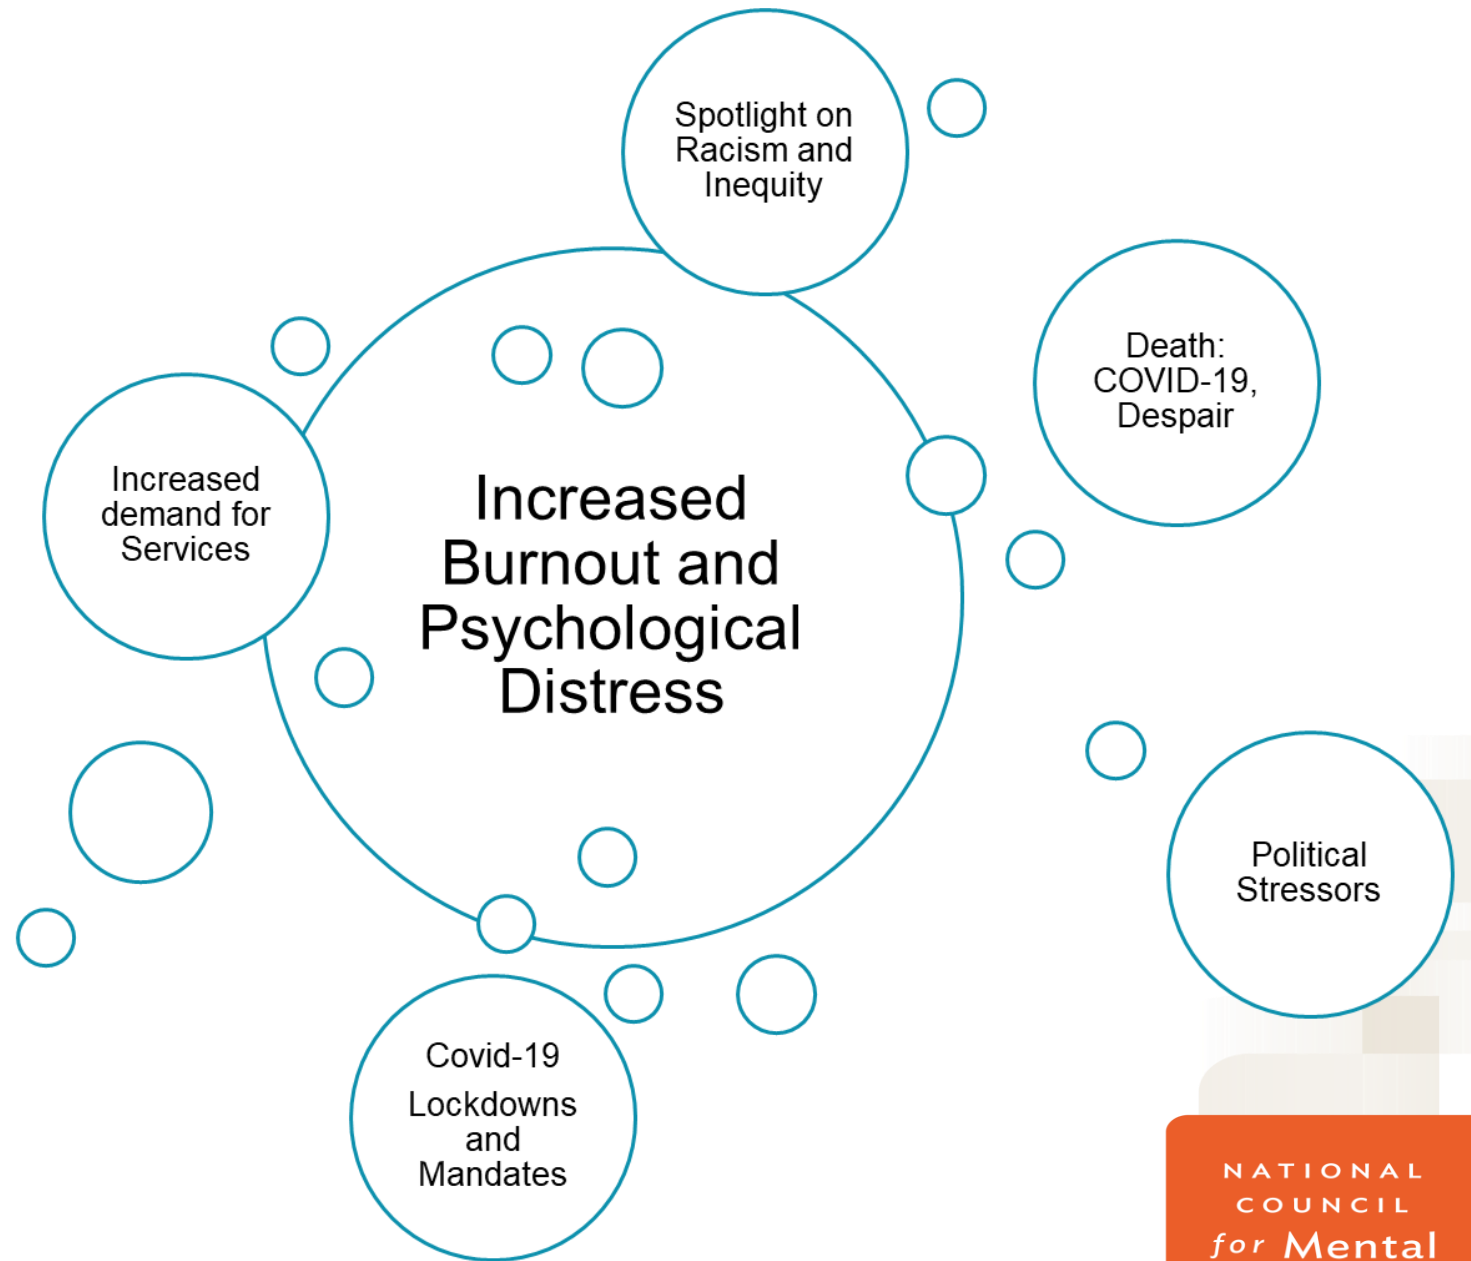 Spotlight on
Racism and
Inequity
Death:
COVID-19,
Despair
Increased
demand for
Services
Increased
Burnout and
Psychological
Distress
Political
Stressors
Covid-19
Lockdowns
and
Mandates
NATIONAL
COUNCIL
for Mental